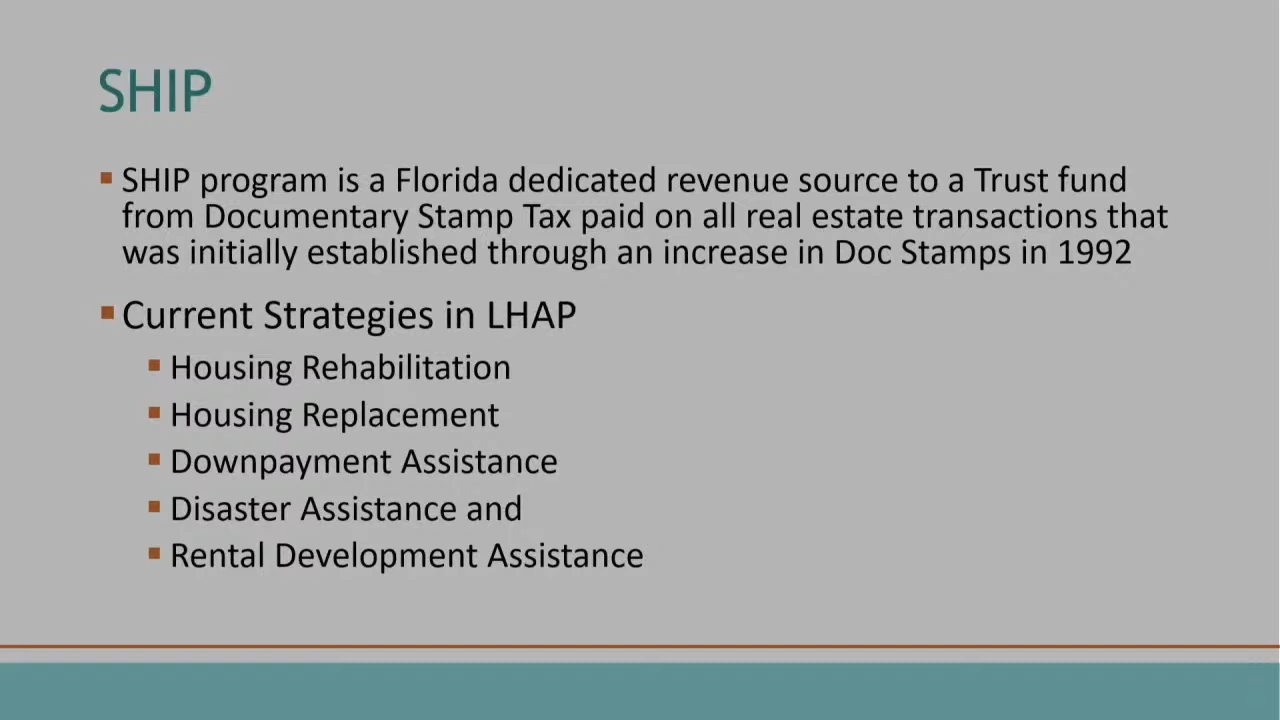 SHIP
SHIP program is a Florida dedicated revenue source to a Trust fund
from Documentary Stamp Tax paid on all real estate transactions that
was initially established through an increase in Doc Stamps in 1992
Current Strategies in LHAP
Housing Rehabilitation
Housing Replacement
Downpayment Assistance
Disaster Assistance and
Rental Development Assistance